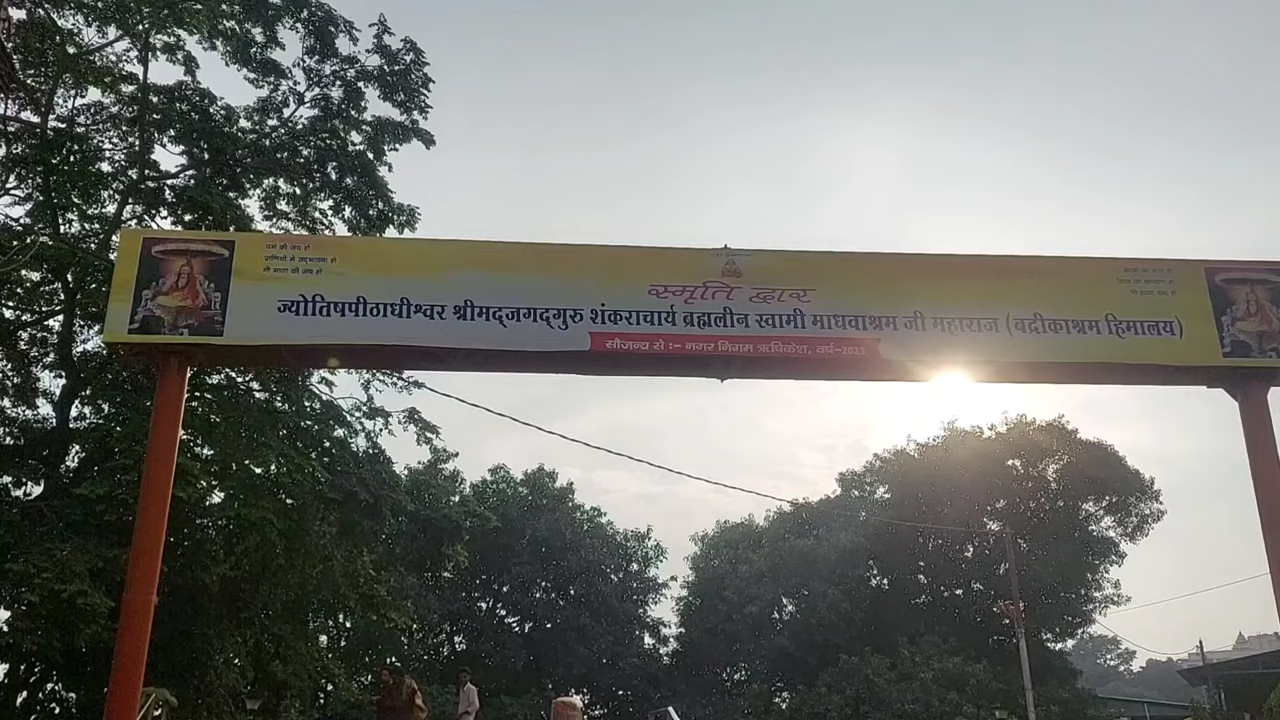 धर्म की जय हो
प्राणियों में सद्भावना हो
गौ माता की जय हो
स्मृति द्वार
ज्योतिषपीठाधीश्वर श्रीमद्जगद्गुरु शंकराचार्य ब्रह्मलीन स्वामी माधवाश्रम जी महाराज (बद्रीकाश्रम हिमालय)
सौजन्य से :- नगर निगम ऋषिकेश, वर्ष-2023